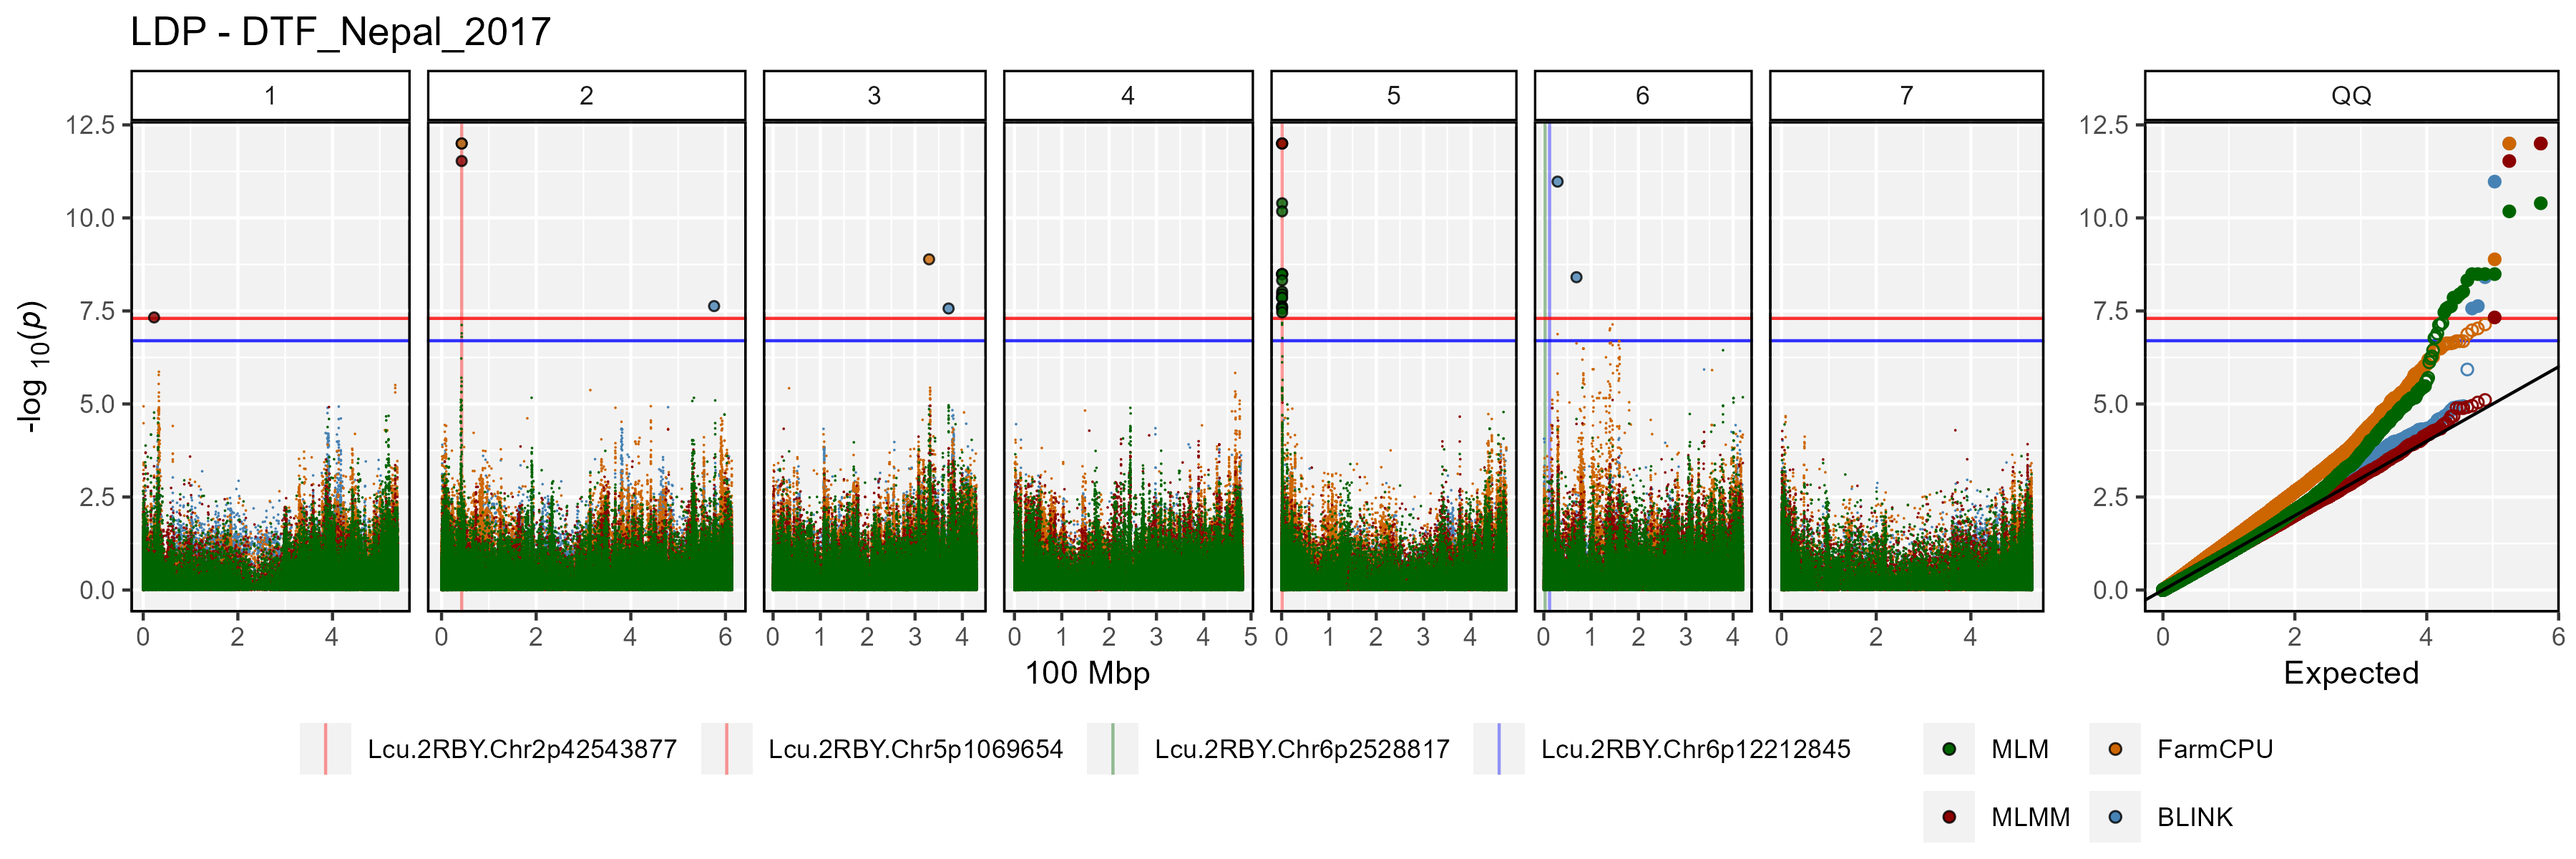 LDP - DTF_Nepal_2017
1 2 3 4 5 6 7 QQ
12.5 12.5
10.0 10.0
7.5 7.5
5.0 5.0
2.5 2.5
0.0 0.0
-log 10(p)
0 2 4 0 2 4 6 0 1 2 3 4 0 1 2 3 4 5 0 1 2 3 4 0 1 2 3 4 0 2 4 0 2 4 6
100 Mbp Expected
Lcu.2RBY.Chr2p42543877 Lcu.2RBY.Chr5p1069654 Lcu.2RBY.Chr6p2528817 Lcu.2RBY.Chr6p12212845 MLM FarmCPU
MLMM BLINK